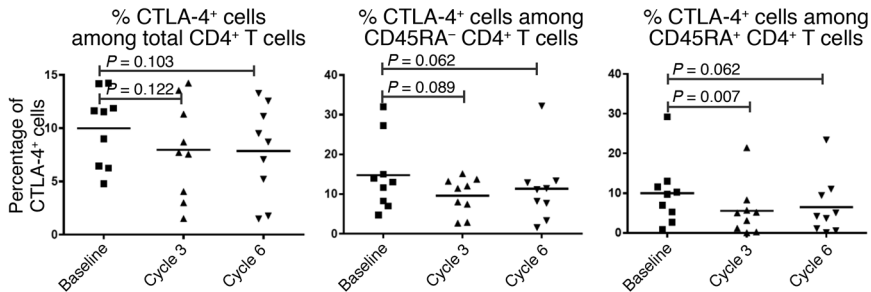 % CTLA-4⁺ cells
among total CD4⁺ T cells
P = 0.103
P = 0.122
Percentage of
CTLA-4⁺ cells
15
10
5
0
Baseline
Cycle 3
Cycle 6
% CTLA-4⁺ cells among
CD45RA⁻ CD4⁺ T cells
P = 0.062
P = 0.089
40
30
20
10
0
Baseline
Cycle 3
Cycle 6
% CTLA-4⁺ cells among
CD45RA⁺ CD4⁺ T cells
P = 0.062
P = 0.007
40
30
20
10
0
Baseline
Cycle 3
Cycle 6